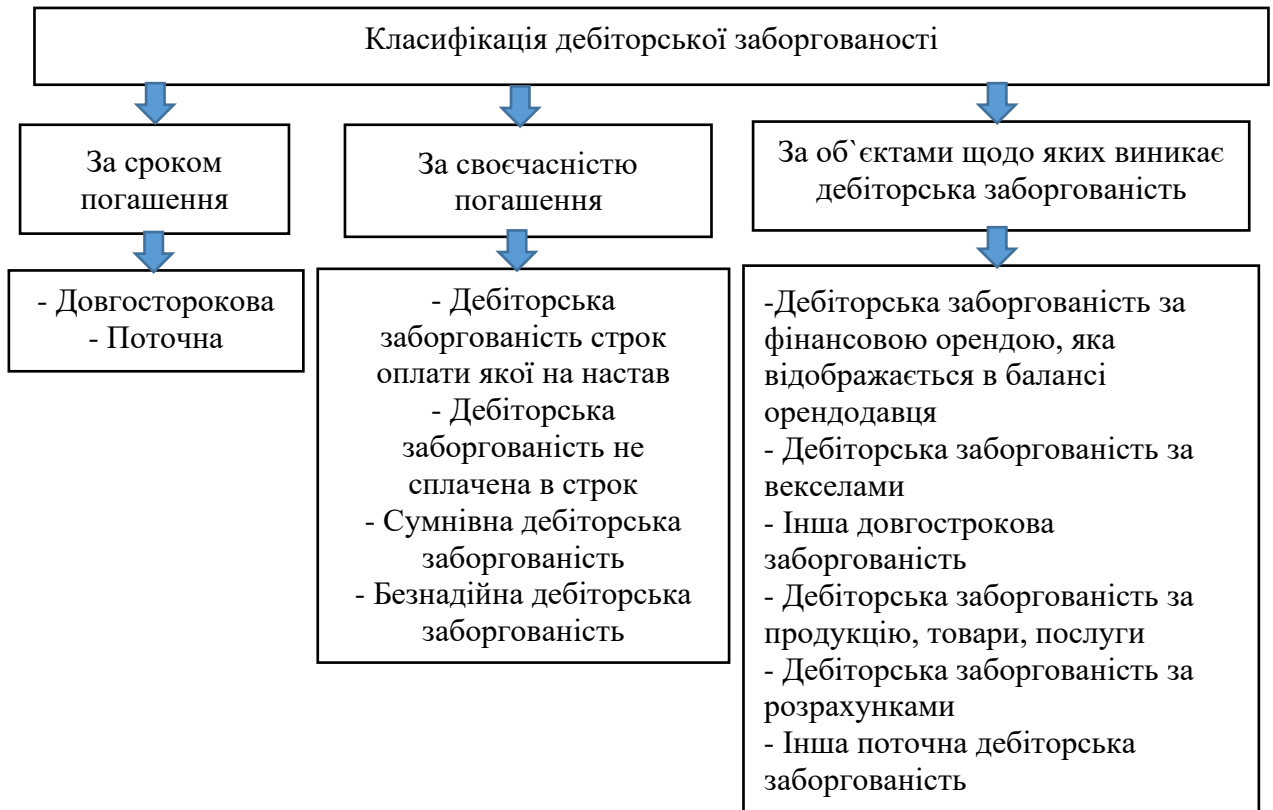 Класифікація дебіторської заборгованості
За сроком
погашення
- Довгосторокова
- Поточна
За своєчасністю
погашення
- Дебіторська
заборгованість строк
оплати якої на настав
- Дебіторська
заборгованість не
сплачена в строк
- Сумнівна дебіторська
заборгованість
- Безнадійна дебіторська
заборгованість
За об`єктами щодо яких виникає
дебіторська заборгованість
-Дебіторська заборгованість за
фінансовою орендою, яка
відображається в балансі
орендодавця
- Дебіторська заборгованість за
векселами
- Інша довгострокова
заборгованість
- Дебіторська заборгованість за
продукцію, товари, послуги
- Дебіторська заборгованість за
розрахунками
- Інша поточна дебіторська
заборгованість